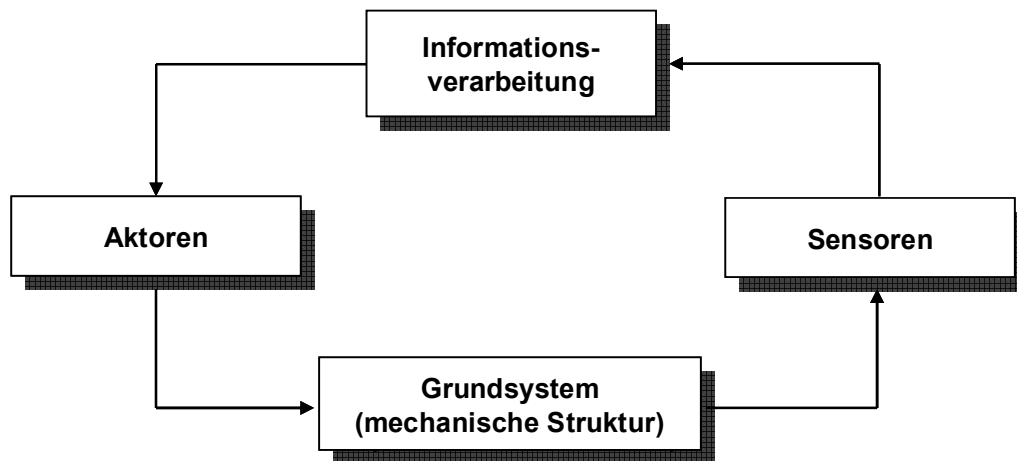 Informations-
verarbeitung
Aktoren
Sensoren
Grundsystem
(mechanische Struktur)